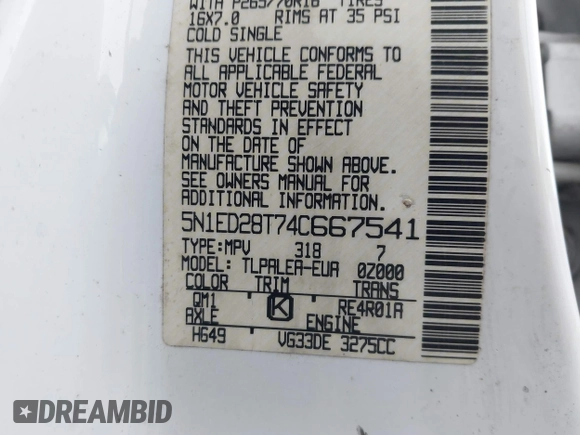 WITH P265/70R16 TIRES
16X7.0 RIMS AT 35 PSI
COLD SINGLE
THIS VEHICLE CONFORMS TO
ALL APPLICABLE FEDERAL
MOTOR VEHICLE SAFETY
AND THEFT PREVENTION
STANDARDS IN EFFECT
ON THE DATE OF
MANUFACTURE SHOWN ABOVE.
SEE OWNERS MANUAL FOR
ADDITIONAL INFORMATION.
5N1ED28T74C667541
TYPE:MPV 318 7
MODEL: TLPALEA-EUA 0Z000
COLOR TRIM TRANS
QM1 K RE4R01A
AXLE ENGINE
HG49 VG33DE 3275CC
DREAMBID